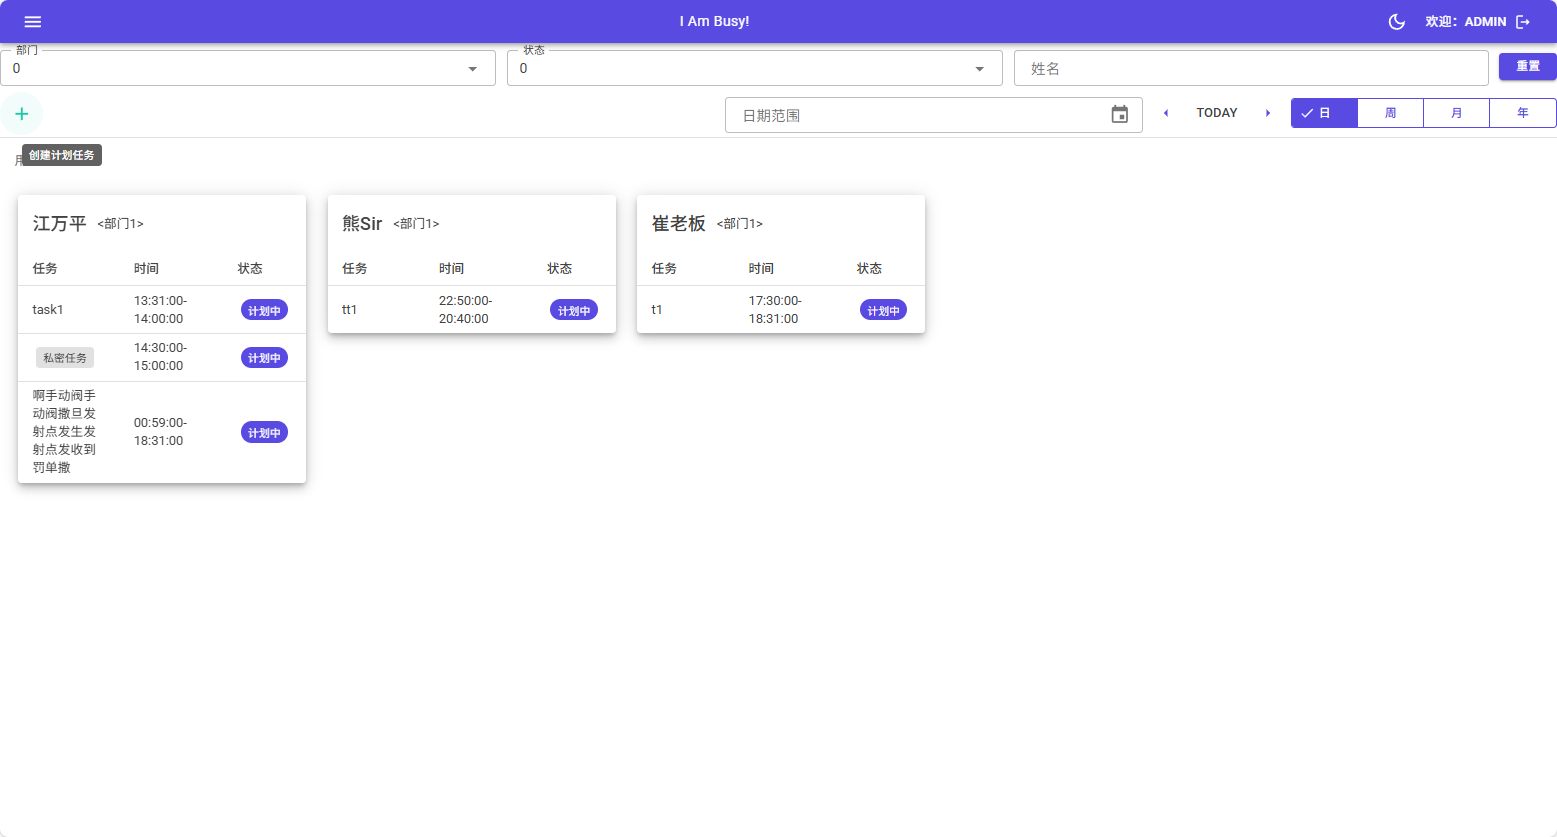 I Am Busy!
欢迎：ADMIN
部门
0
状态
0
姓名
重置
日期范围
TODAY
日
周
月
年
创建计划任务
江万平 <部门1>
任务 时间 状态
task1 13:31:00-
14:00:00 计划中
私密任务 14:30:00-
15:00:00 计划中
啊手动阀手
动阀撒旦发
射点发生发
射点发收到
罚单撒
00:59:00-
18:31:00
计划中
熊Sir <部门1>
任务 时间 状态
tt1 22:50:00-
20:40:00 计划中
崔老板 <部门1>
任务 时间 状态
t1 17:30:00-
18:31:00 计划中